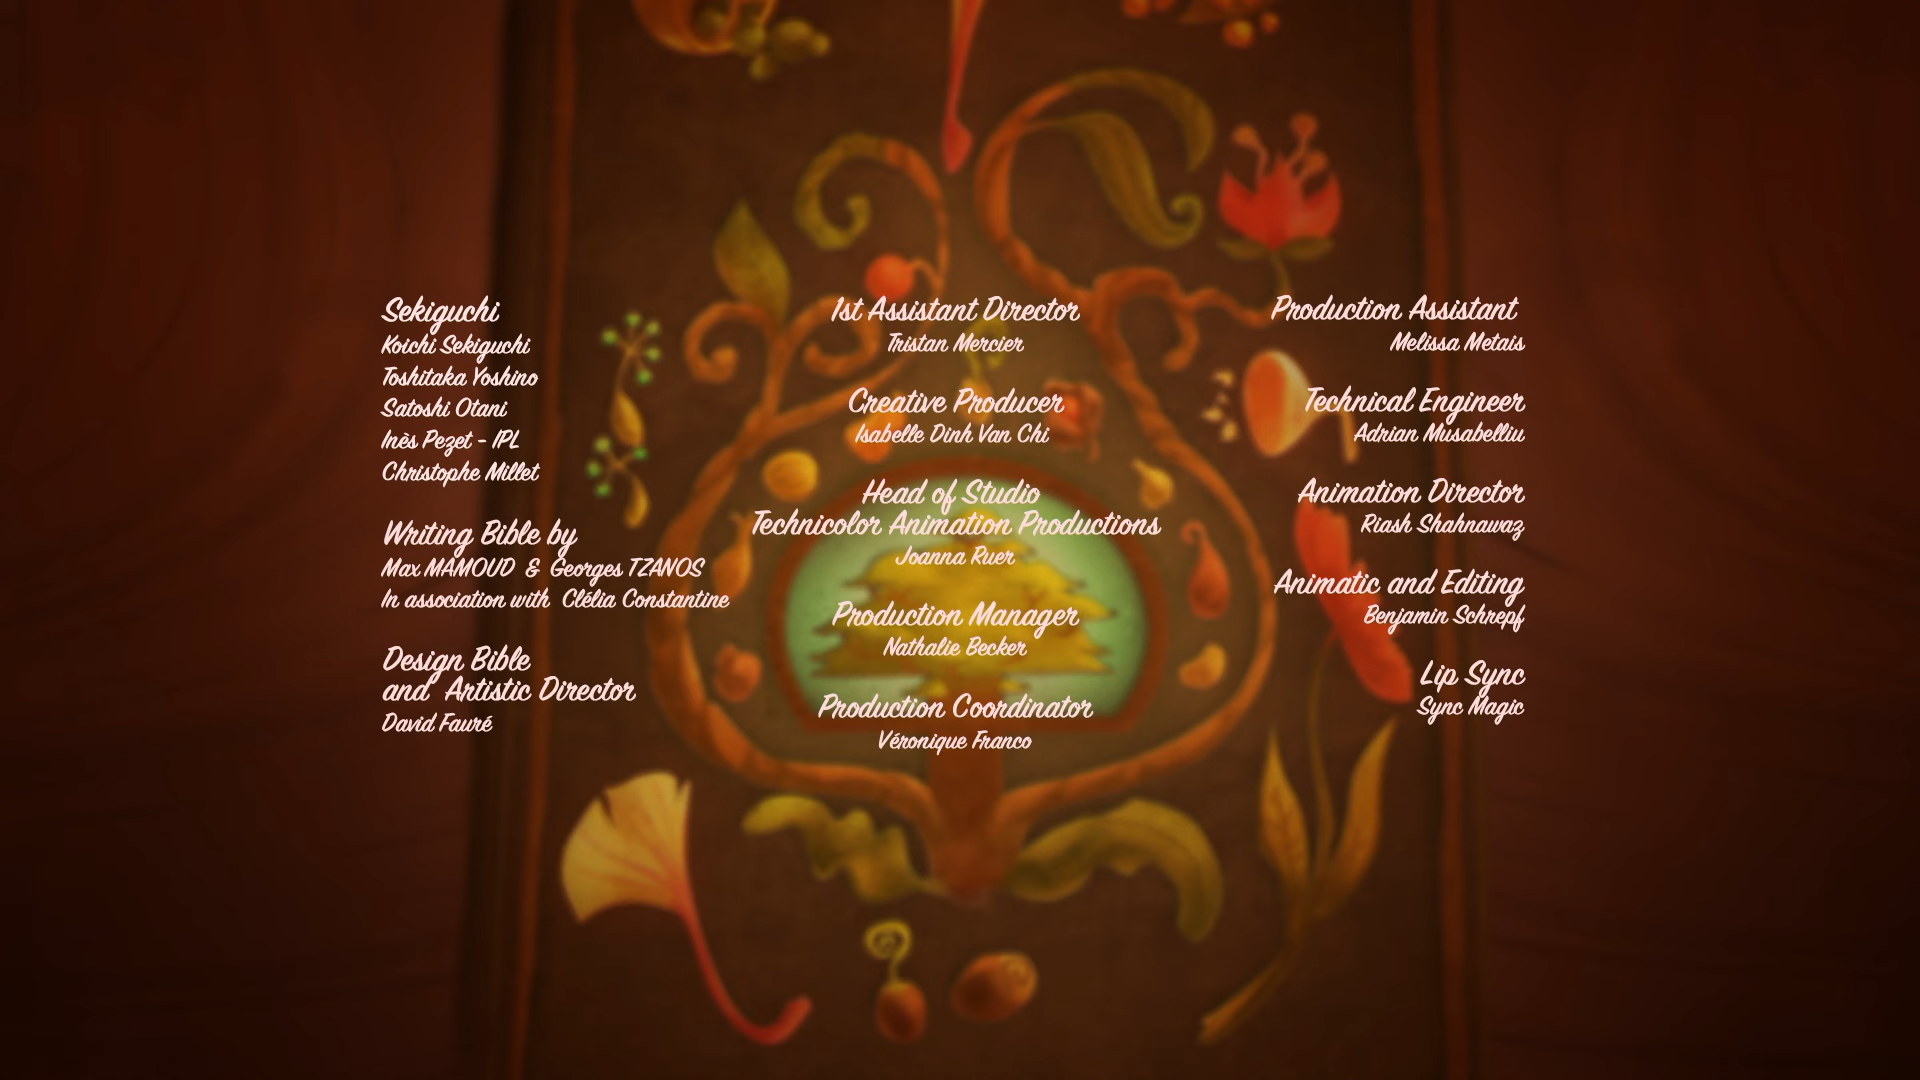 Sekiguchi
Koichi Sekiguchi
Toshitaka Yoshino
Satoshi Otani
Inès Pezet - IPL
Christophe Millet
Writing Bible by
Max MAMOUD & Georges TZANOS
In association with Clélia Constantine
Design Bible
and Artistic Director
David Fauré
1st Assistant Director
Tristan Mercier
Creative Producer
Isabelle Dinh Van Chi
Head of Studio
Technicolor Animation Productions
Joanna Ruer
Production Manager
Nathalie Becker
Production Coordinator
Véronique Franco
Production Assistant
Melissa Metais
Technical Engineer
Adrian Musabelliu
Animation Director
Riash Shahnawaz
Animatic and Editing
Benjamin Schrepf
Lip Sync
Sync Magic